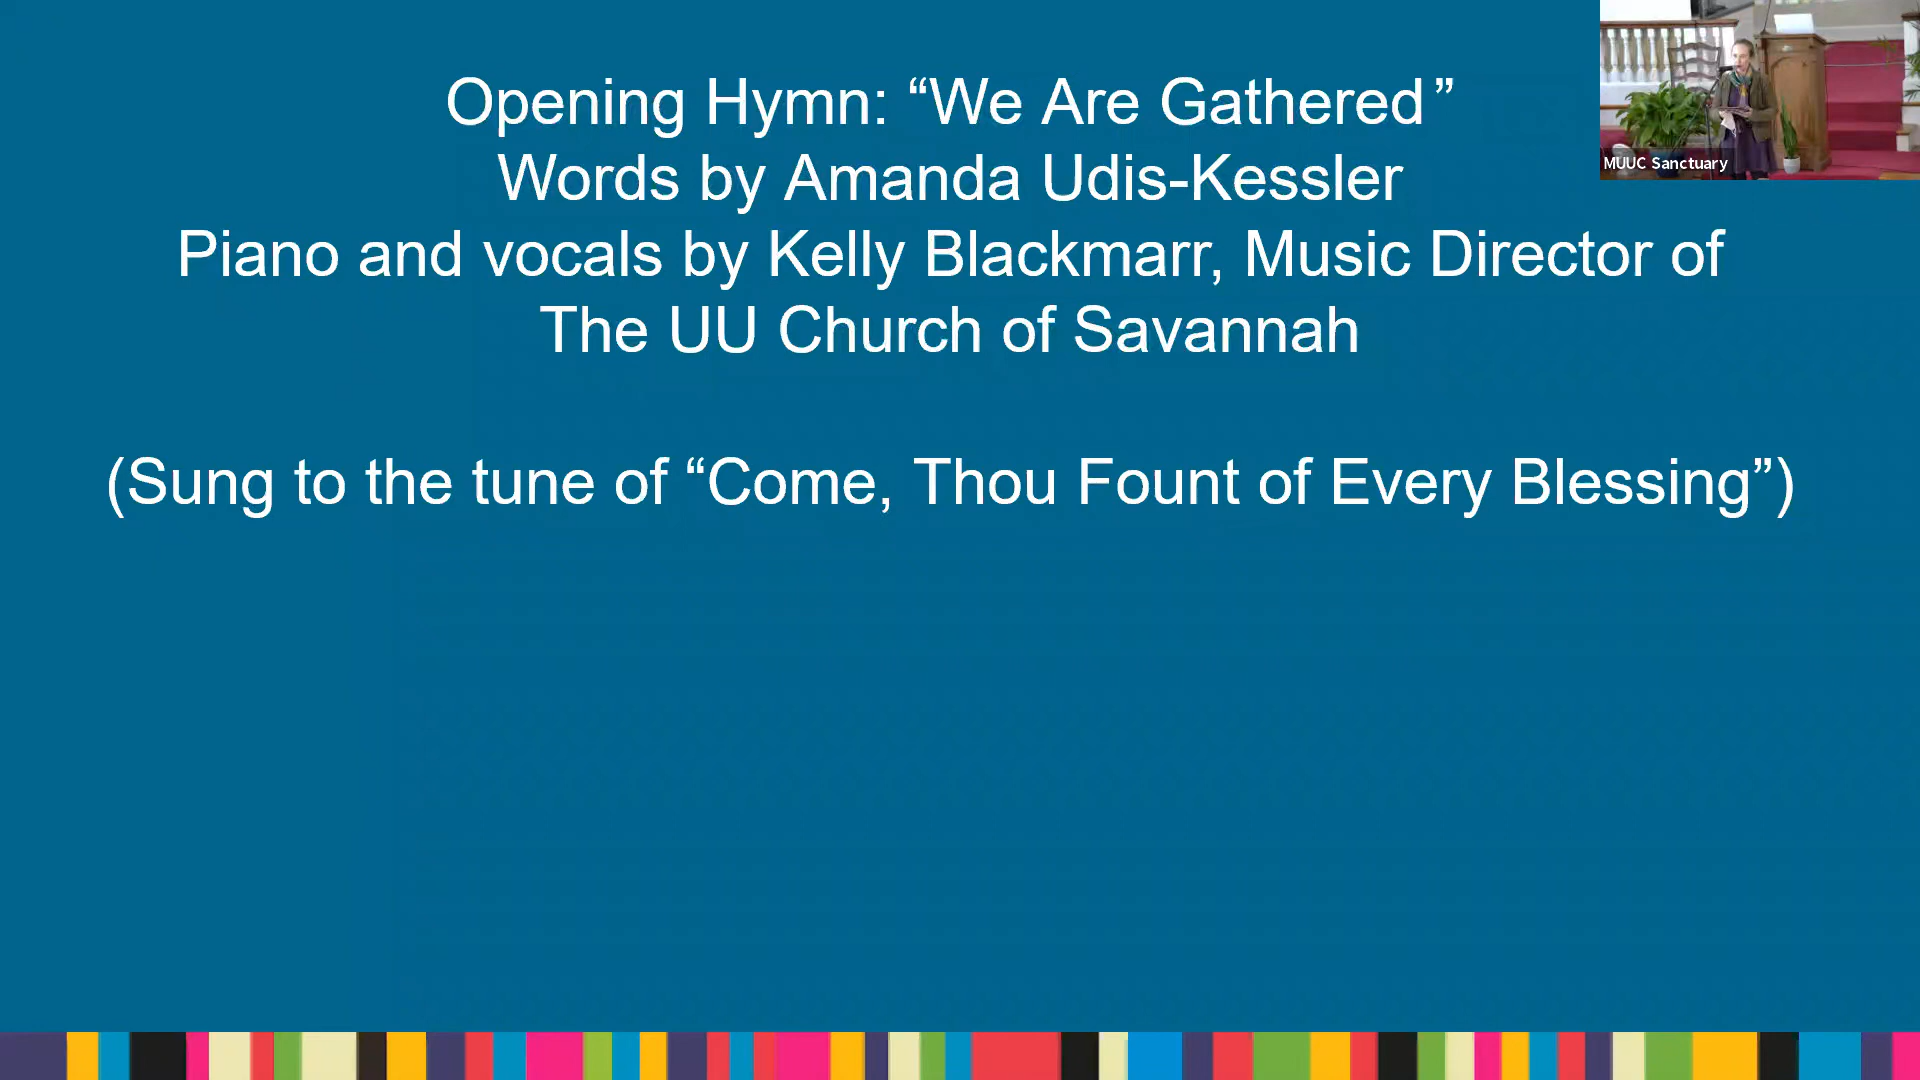 Opening Hymn: “We Are Gathered”
Words by Amanda Udis-Kessler
Piano and vocals by Kelly Blackmarr, Music Director of
The UU Church of Savannah
(Sung to the tune of “Come, Thou Fount of Every Blessing”)
MUUC Sanctuary